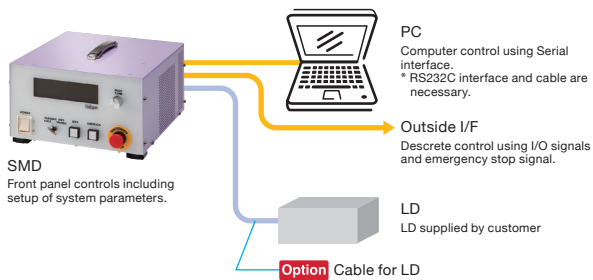 PC
Computer control using Serial
interface.
* RS232C interface and cable are
necessary.
Outside I/F
Descrete control using I/O signals
and emergency stop signal.
SMD
Front panel controls including
setup of system parameters.
LD
LD supplied by customer
Option Cable for LD